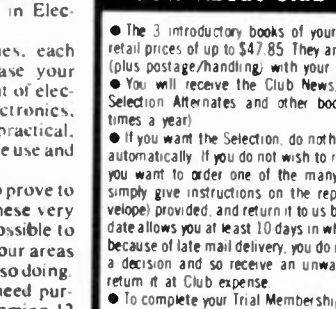 in Elec-
es, each
ase your
t of elec-
ctronics,
practical,
e use and
prove to
hese very
ossible to
our areas
so doing.
need pur-
● The 3 introductory books of your
retail prices of up to $47.85 They ar
(plus postage/handling) with your
● You will receive the Club News,
Selection Alternates and other boo
times a year)
● If you want the Selection, do noth
automatically If you do not wish to r
you want to order one of the many
simply give instructions on the rep
velope) provided, and return it to us b
date allows you at least 10 days in wh
because of late mail delivery, you do r
a decision and so receive an unwa
return it at Club expense
● To complete your Trial Membershi